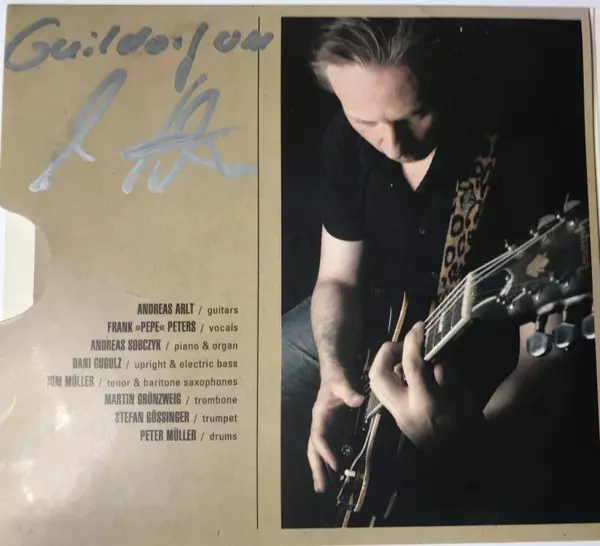 ANDREAS ARLT / guitars
FRANK »PEPE« PETERS / vocals
ANDREAS SOBCZYK / piano & organ
DANI GUGOLZ / upright & electric bass
TOM MÜLLER / tenor & baritone saxophones
MARTIN GRÜNZWEIG / trombone
STEFAN GÖSSINGER / trumpet
PETER MÜLLER / drums